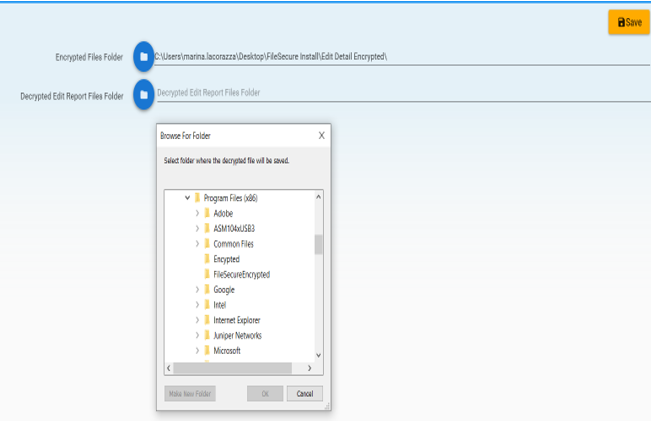 Save
Encrypted Files Folder C:\Users\marina.lacorazza\Desktop\FileSecure Install\Edit Detail Encrypted\
Decrypted Edit Report Files Folder Decrypted Edit Report Files Folder
Browse For Folder X
Select folder where the decrypted file will be saved.
Program Files (x86)
Adobe
ASM104xUSB3
Common Files
Encypted
FileSecureEncrypted
Google
Intel
Internet Explorer
Juniper Networks
Microsoft
Make New Folder OK Cancel